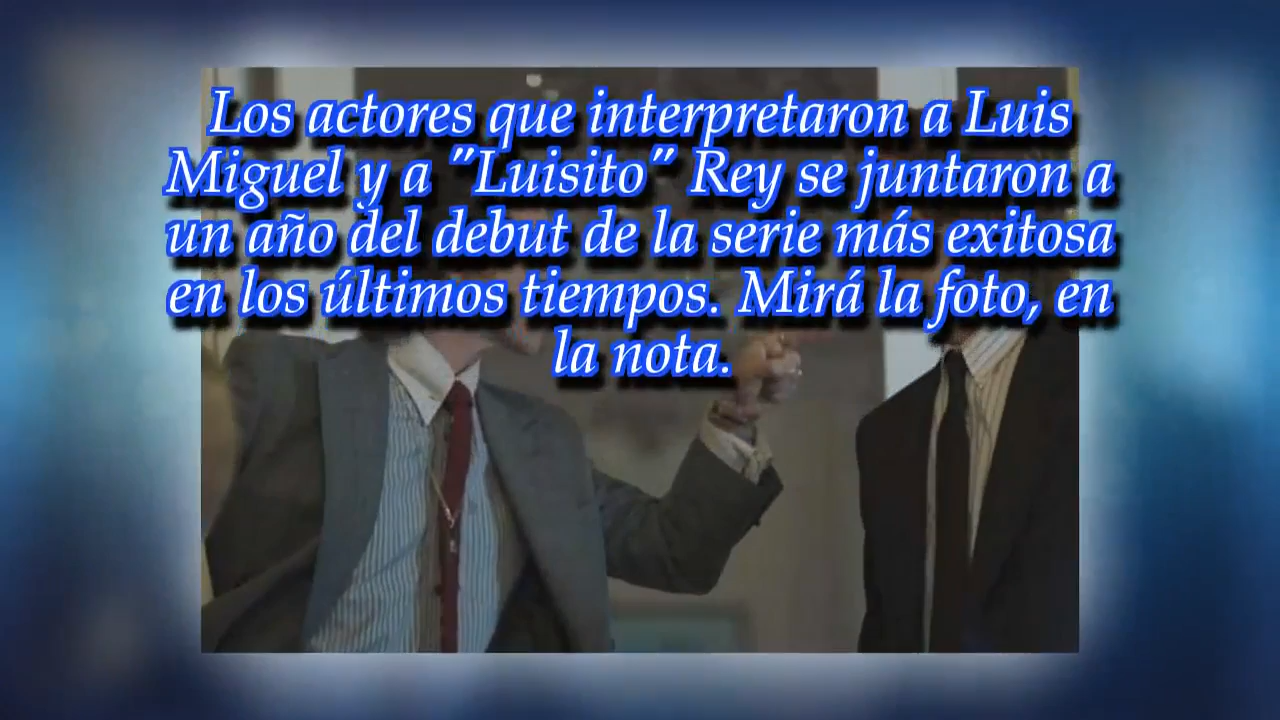 Los actores que interpretaron a Luis
Miguel y a "Luisito" Rey se juntaron a
un año del debut de la serie más exitosa
en los últimos tiempos. Mirá la foto, en
la nota.